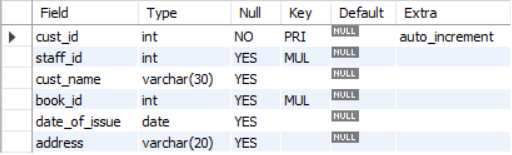 Field Type Null Key Default Extra
cust_id int NO PRI NULL auto_increment
staff_id int YES MUL NULL
cust_name varchar(30) YES NULL
book_id int YES MUL NULL
date_of_issue date YES NULL
address varchar(20) YES NULL